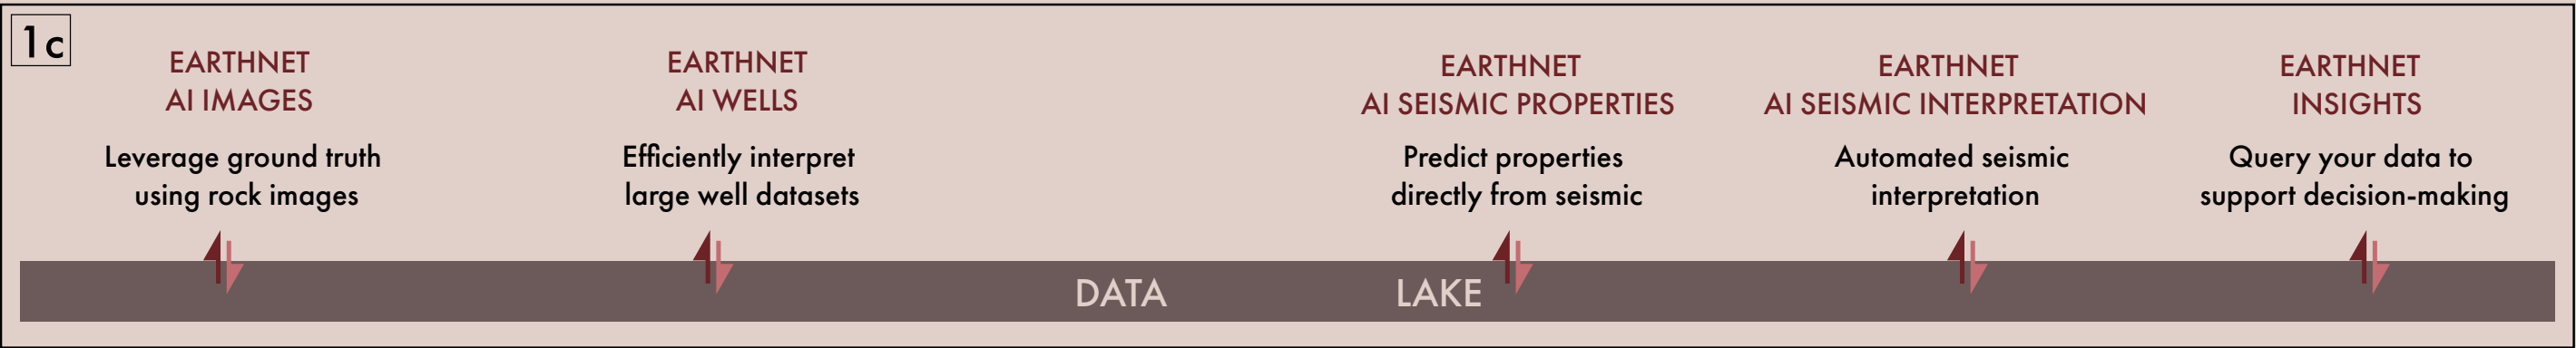 1c
EARTHNET
AI IMAGES
Leverage ground truth
using rock images
EARTHNET
AI WELLS
Efficiently interpret
large well datasets
EARTHNET
AI SEISMIC PROPERTIES
Predict properties
directly from seismic
EARTHNET
AI SEISMIC INTERPRETATION
Automated seismic
interpretation
EARTHNET
INSIGHTS
Query your data to
support decision-making
DATA LAKE